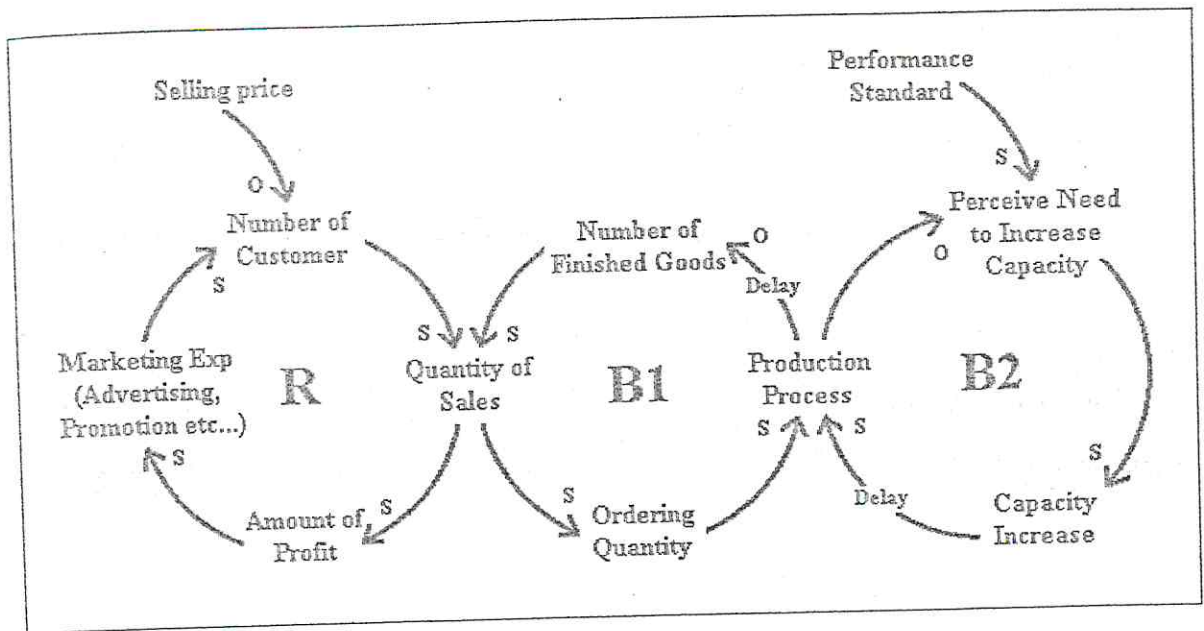 Selling price
Performance
Standard
O
S
Number of
Customer
S
Number of
Finished Goods
O
Delay
Perceive Need
to Increase
Capacity
O
S
S
Marketing Exp
(Advertising,
Promotion etc...)
R
Quantity of
Sales
B1
Production
Process
B2
S
S
S
S
S
Amount of
Profit
S
Ordering
Quantity
Delay
Capacity
Increase